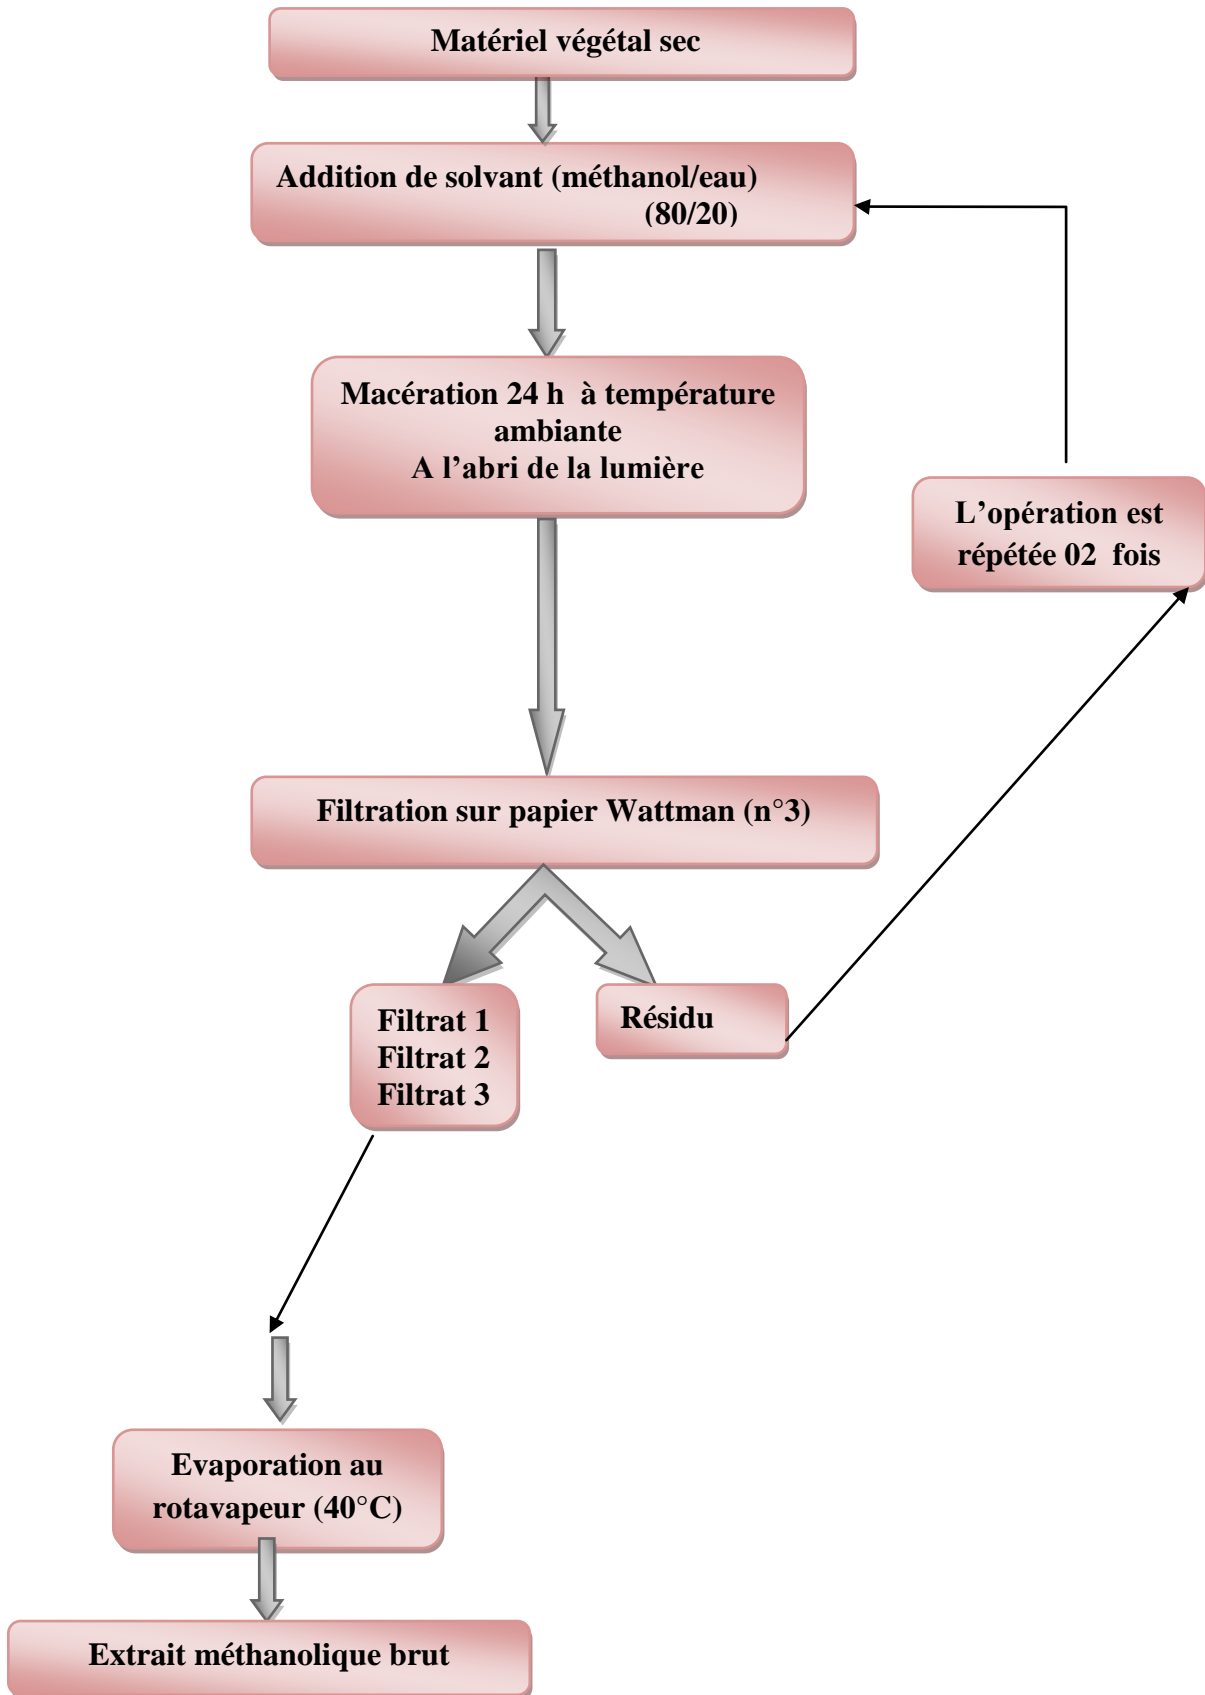 Matériel végétal sec
Addition de solvant (méthanol/eau)
(80/20)
Macération 24 h à température
ambiante
A l’abri de la lumière
L’opération est
répétée 02 fois
Filtration sur papier Wattman (n°3)
Filtrat 1
Filtrat 2
Filtrat 3
Résidu
Evaporation au
rotavapeur (40°C)
Extrait méthanolique brut